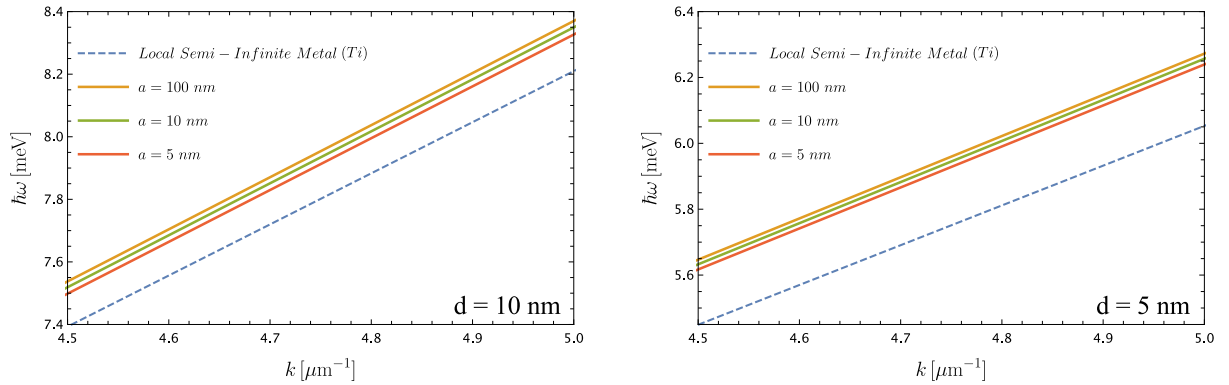 8.4
8.2
8.0
7.8
7.6
7.4
ħω [meV]
Local Semi – Infinite Metal (Ti)
a = 100 nm
a = 10 nm
a = 5 nm
d = 10 nm
4.5 4.6 4.7 4.8 4.9 5.0
k [μm⁻¹]
6.4
6.2
6.0
5.8
5.6
ħω [meV]
Local Semi – Infinite Metal (Ti)
a = 100 nm
a = 10 nm
a = 5 nm
d = 5 nm
4.5 4.6 4.7 4.8 4.9 5.0
k [μm⁻¹]